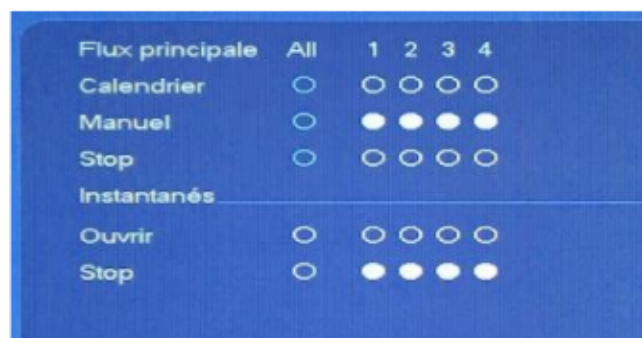 Flux principale All 1 2 3 4
Calendrier
Manuel
Stop
Instantanés
Ouvrir
Stop